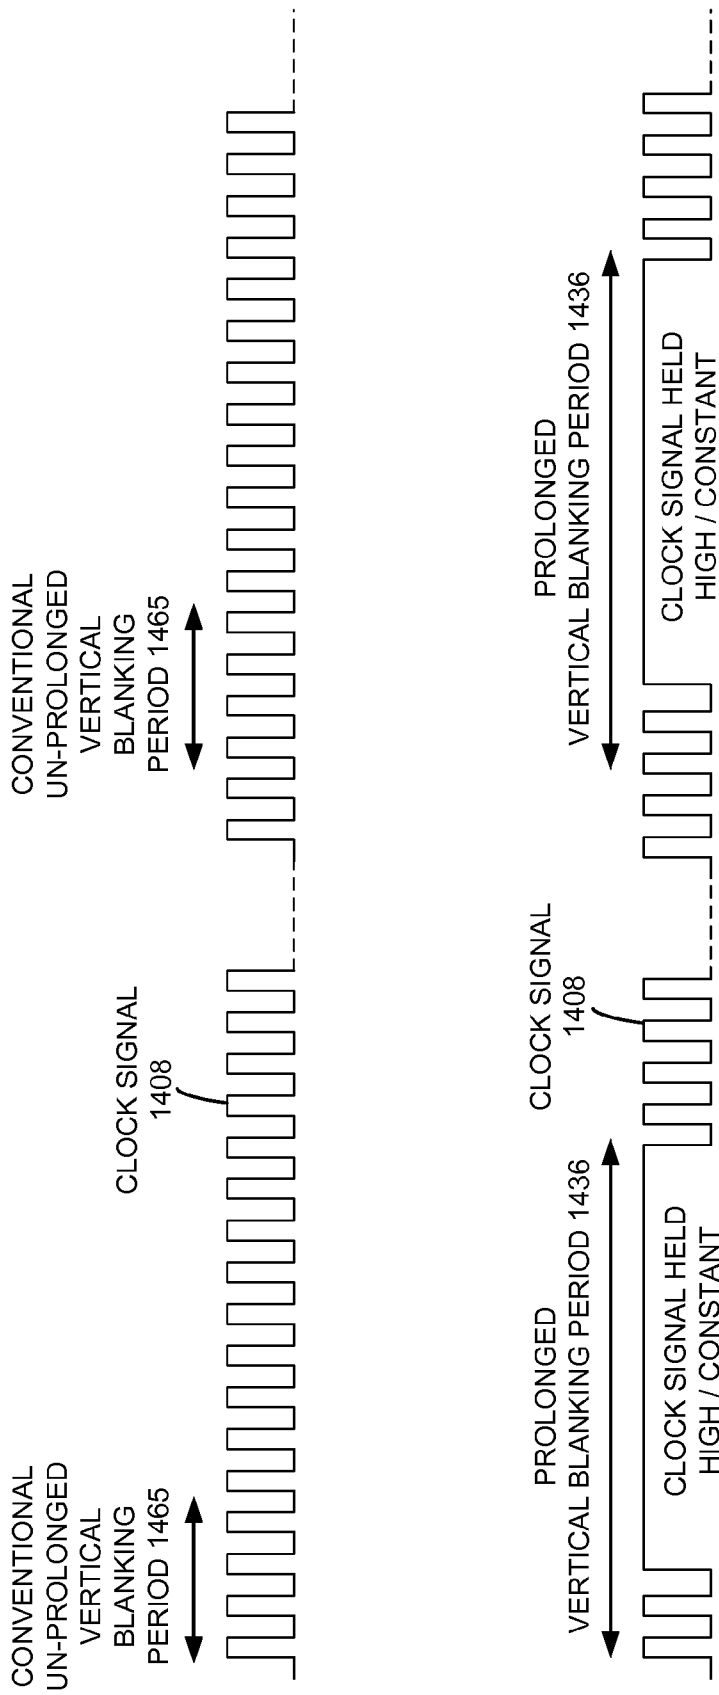 CONVENTIONAL
UN-PROLONGED
VERTICAL
BLANKING
PERIOD 1465
CLOCK SIGNAL
1408
CONVENTIONAL
UN-PROLONGED
VERTICAL
BLANKING
PERIOD 1465
PROLONGED
VERTICAL BLANKING PERIOD 1436
CLOCK SIGNAL HELD
HIGH / CONSTANT
CLOCK SIGNAL
1408
PROLONGED
VERTICAL BLANKING PERIOD 1436
CLOCK SIGNAL HELD
HIGH / CONSTANT